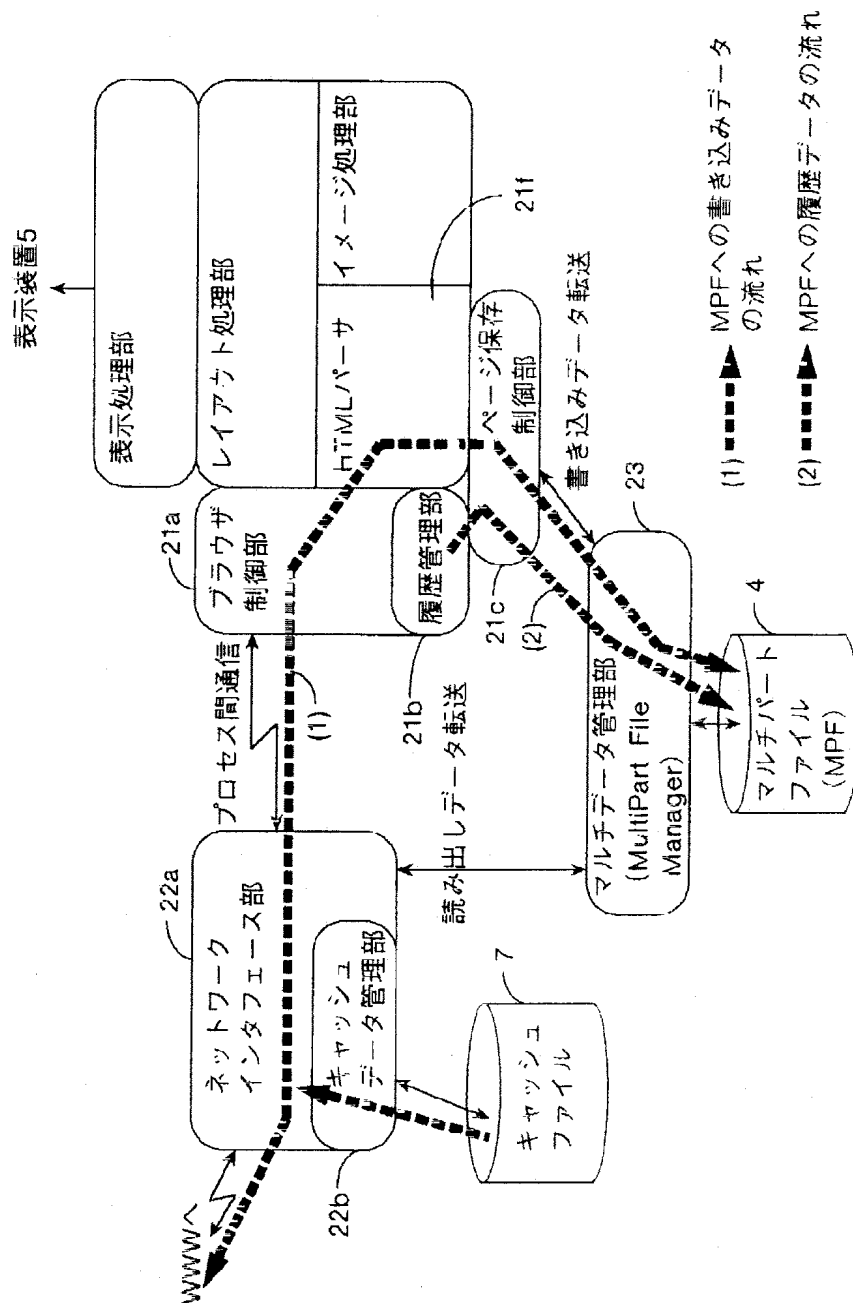 表示装置5
表示処理部
レイアウト処理部
HTMLパーサ
イメージ処理部
21f
21a
ブラウザ
制御部
履歴管理部
21b
ページ保存
制御部
21c
書き込みデータ転送
プロセス間通信
(1)
(2)
22a
ネットワーク
インタフェース部
キャッシュ
データ管理部
22b
WWWへ
読み出しデータ転送
23
マルチデータ管理部
(MultiPart File
Manager)
7
キャッシュ
ファイル
4
マルチパート
ファイル
(MPF)
(1) MPFへの書き込みデータ
の流れ
(2) MPFへの履歴データの流れ